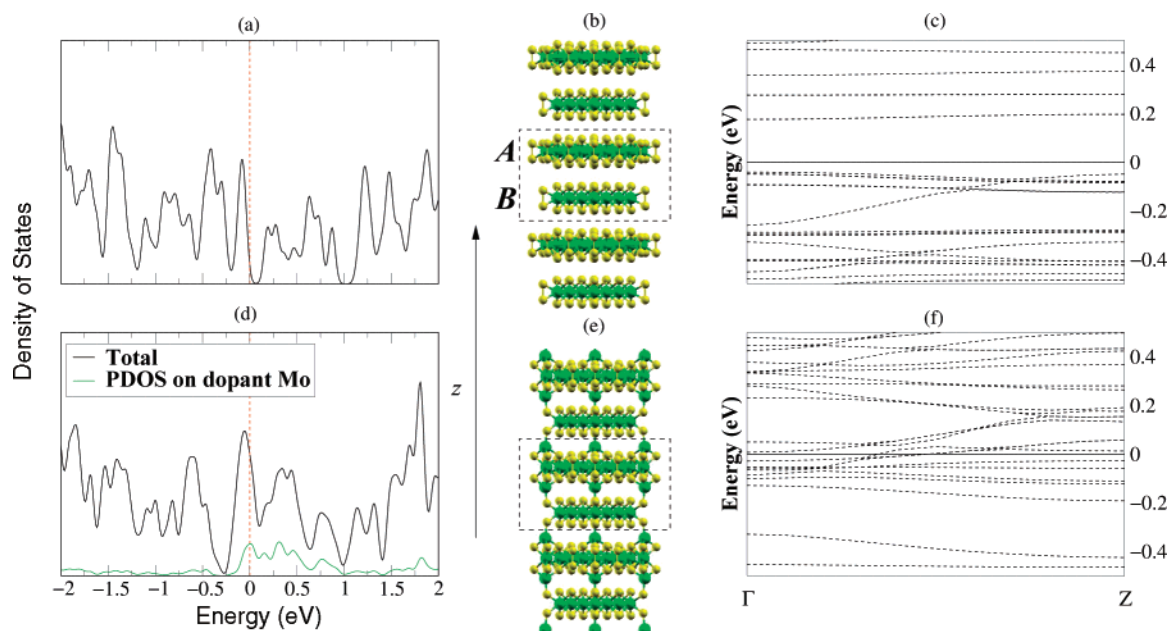 (a)
(b)
(c)
Density of States
A
B
Energy (eV)
0.4
0.2
0
0
−0.2
−0.4
(d)
Total
PDOS on dopant Mo
−2 −1.5 −1 −0.5 0 0.5 1 1.5 2
Energy (eV)
z
(e)
(f)
Energy (eV)
0.4
0.2
0
0
−0.2
−0.4
Γ Z